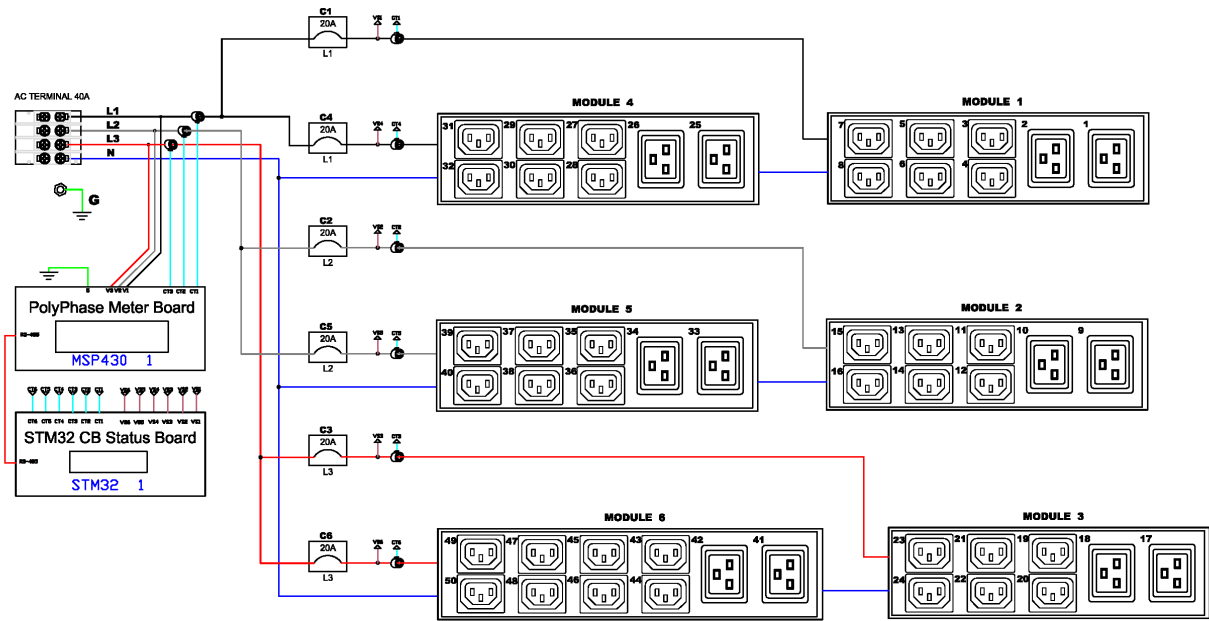 C1
20A
L1
AC TERMINAL 40A
L1
L2
L3
N
G
C4
20A
L1
MODULE 4
31 29 27 26 25
32 30 28
MODULE 1
7 5 3 2 1
8 6 4
C2
20A
L2
PolyPhase Meter Board
MSP430 1
CT3 CT2 CT1
MODULE 5
39 37 35 34 33
40 38 36
MODULE 2
15 13 11 10 9
16 14 12
C5
20A
L2
STM32 CB Status Board
STM32 1
C3
20A
L3
MODULE 6
49 47 45 43 42 41
50 48 46 44
MODULE 3
23 21 19 18 17
24 22 20
C6
20A
L3